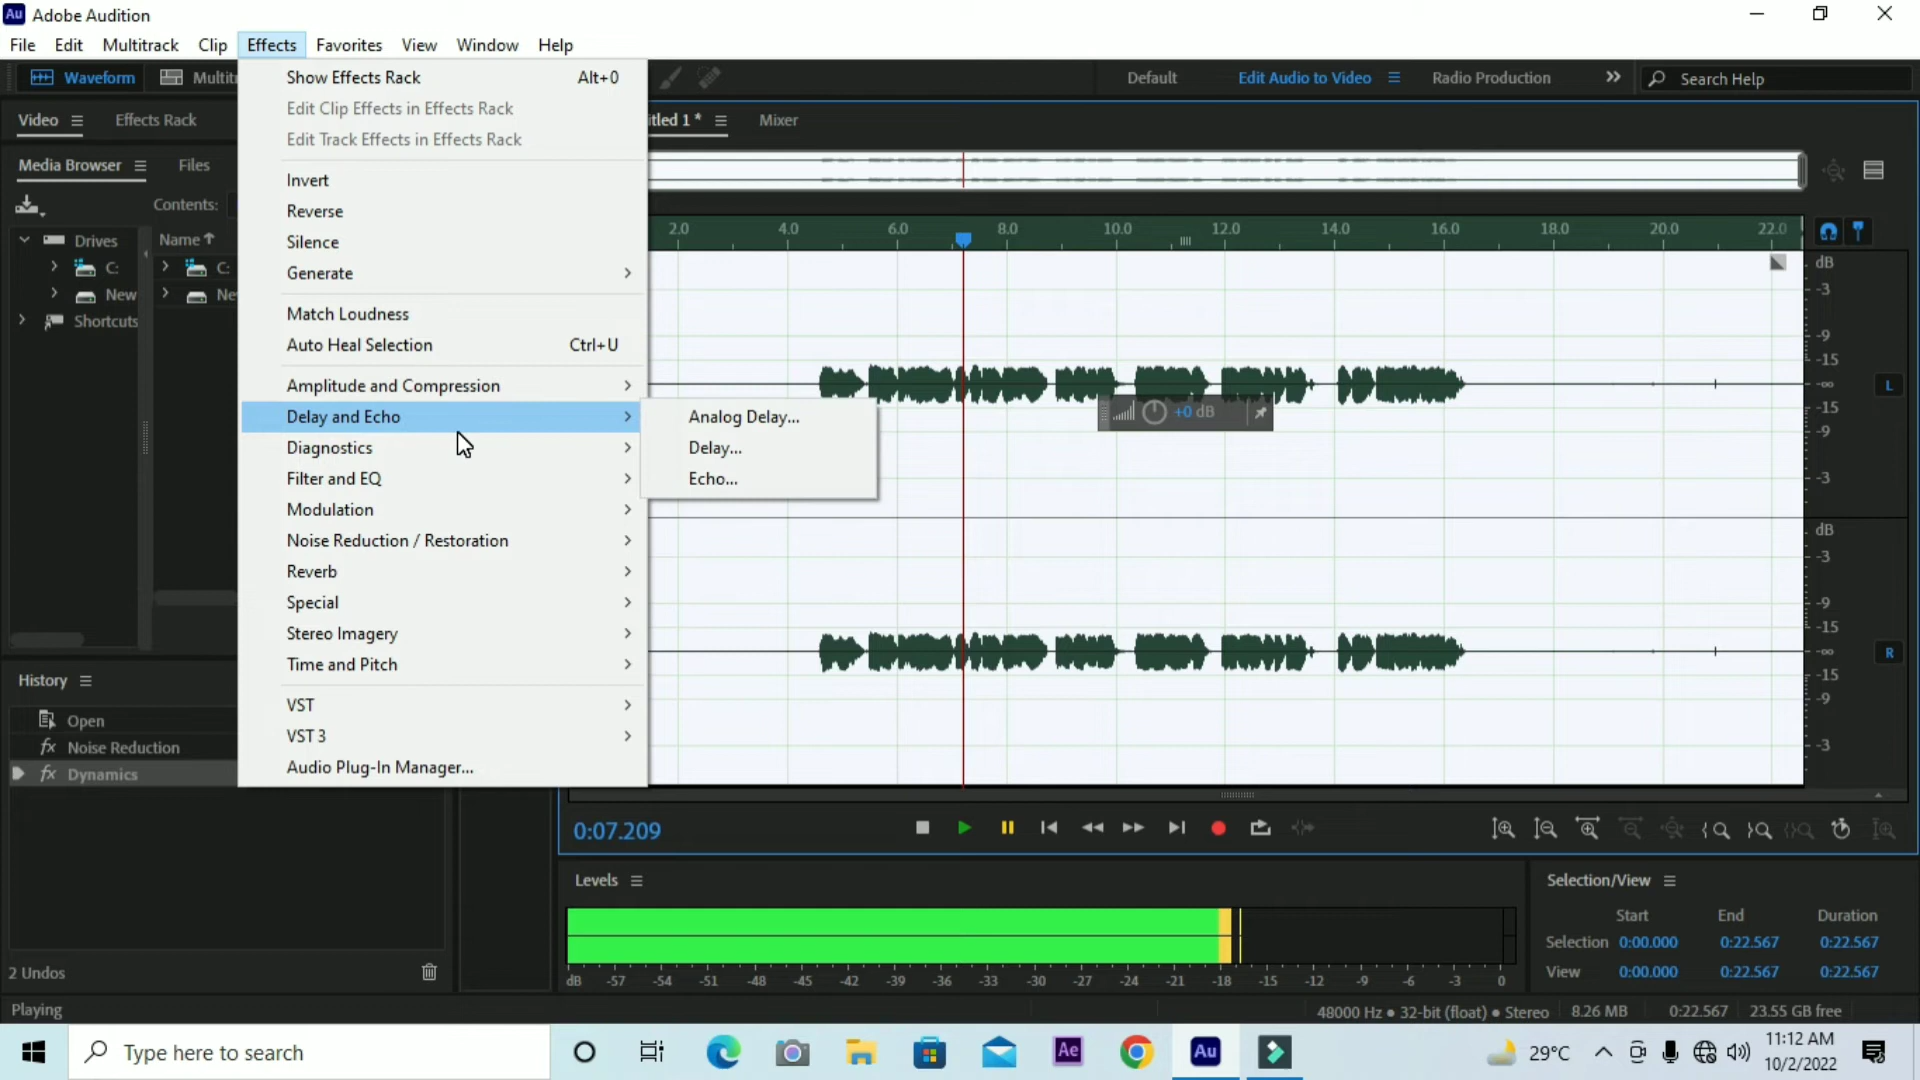 Au Adobe Audition
File Edit Multitrack Clip Effects Favorites View Window Help
Waveform Default Edit Audio to Video Radio Production Search Help
Show Effects Rack Alt+0
Edit Clip Effects in Effects Rack
Edit Track Effects in Effects Rack
Invert
Reverse
Silence
Generate
Match Loudness
Auto Heal Selection Ctrl+U
Amplitude and Compression
Delay and Echo
Diagnostics
Filter and EQ
Modulation
Noise Reduction / Restoration
Reverb
Special
Stereo Imagery
Time and Pitch
VST
VST 3
Audio Plug-In Manager...
Analog Delay...
Delay...
Echo...
Video Effects Rack
Media Browser Files
Contents:
Drives Name
C: C:
New
Shortcuts
History
Open
fx Noise Reduction
fx Dynamics
2 Undos
Playing
Mixer
2.0 4.0 6.0 8.0 10.0 12.0 14.0 16.0 18.0 20.0 22.0
dB
-3
-9
-15
-∞
-15
-9
-3
L
+0 dB
dB
-3
-9
-15
-∞
-15
-9
-3
R
0:07.209
Levels
dB -57 -54 -51 -48 -45 -42 -39 -36 -33 -30 -27 -24 -21 -18 -15 -12 -9 -6 -3 0
Selection/View
Start End Duration
Selection 0:00.000 0:22.567 0:22.567
View 0:00.000 0:22.567 0:22.567
48000 Hz ● 32-bit (float) ● Stereo 8.26 MB 0:22.567 23.55 GB free
Type here to search
Ae Au
29°C
11:12 AM
10/2/2022